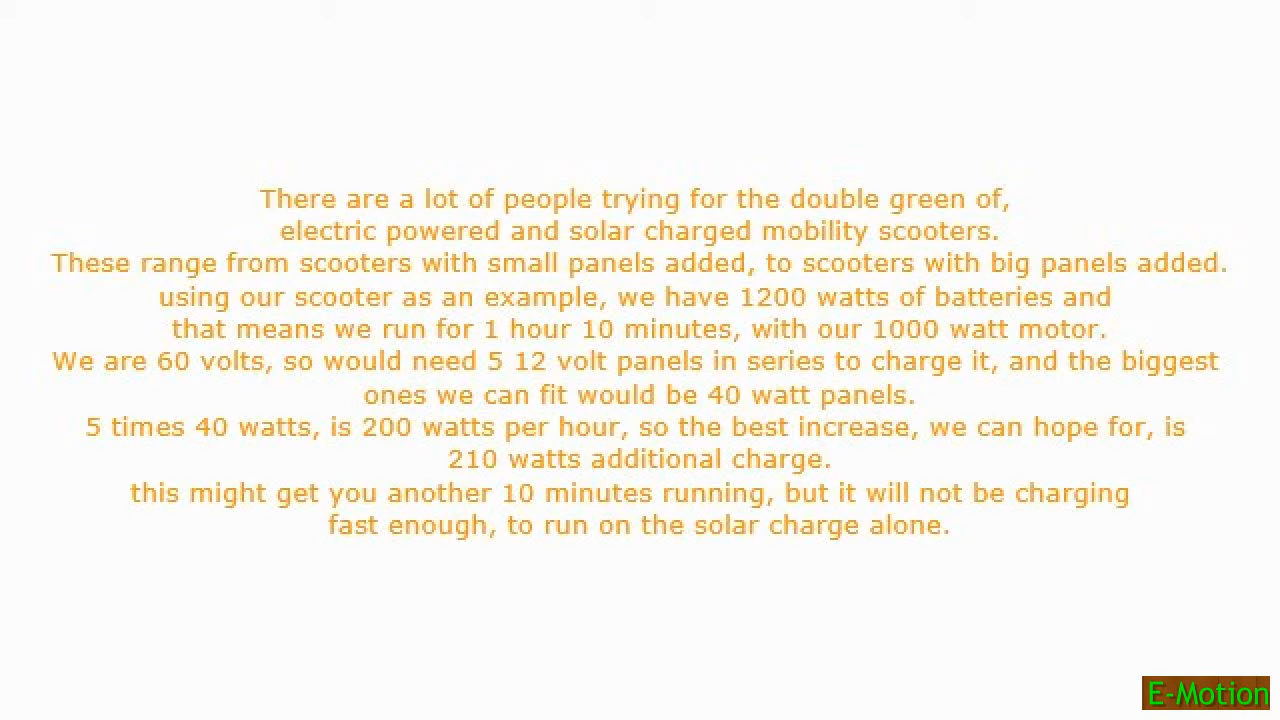 There are a lot of people trying for the double green of,
electric powered and solar charged mobility scooters.
These range from scooters with small panels added, to scooters with big panels added.
using our scooter as an example, we have 1200 watts of batteries and
that means we run for 1 hour 10 minutes, with our 1000 watt motor.
We are 60 volts, so would need 5 12 volt panels in series to charge it, and the biggest
ones we can fit would be 40 watt panels.
5 times 40 watts, is 200 watts per hour, so the best increase, we can hope for, is
210 watts additional charge.
this might get you another 10 minutes running, but it will not be charging
fast enough, to run on the solar charge alone.
E-Motion